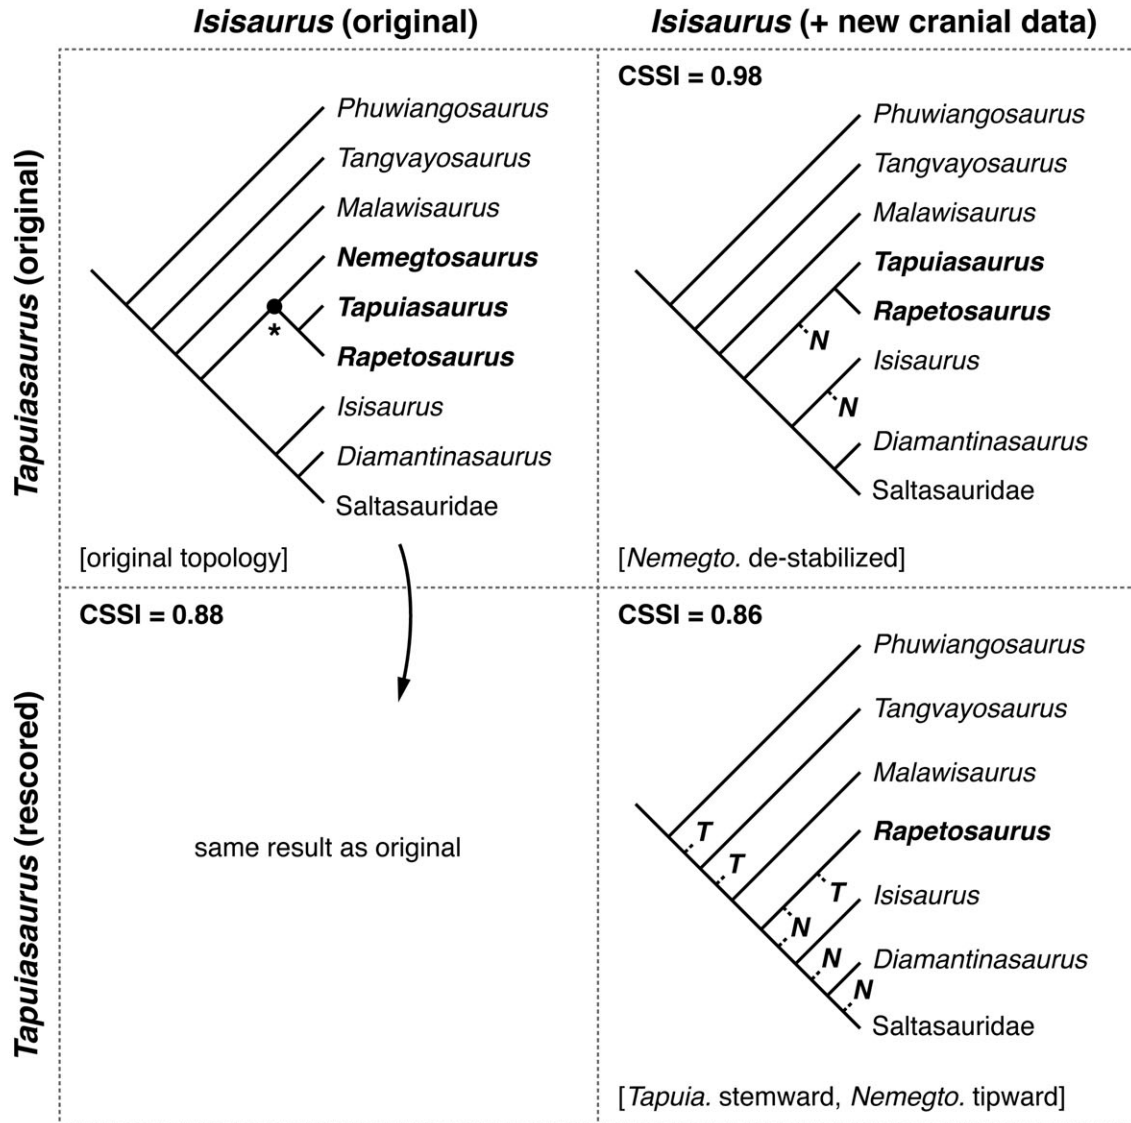 Isisaurus (original)
Isisaurus (+ new cranial data)
Tapuiasaurus (original)
Phuwiangosaurus
Tangvayosaurus
Malawisaurus
Nemegtosaurus
*
Tapuiasaurus
Rapetosaurus
Isisaurus
Diamantinasaurus
Saltasauridae
[original topology]
CSSI = 0.98
Phuwiangosaurus
Tangvayosaurus
Malawisaurus
Tapuiasaurus
Rapetosaurus
N
Isisaurus
N
Diamantinasaurus
Saltasauridae
[Nemegto. de-stabilized]
Tapuiasaurus (rescored)
CSSI = 0.88
same result as original
CSSI = 0.86
Phuwiangosaurus
Tangvayosaurus
Malawisaurus
T
Rapetosaurus
T
T
Isisaurus
N
N
Diamantinasaurus
N
Saltasauridae
[Tapuia. stemward, Nemegto. tipward]